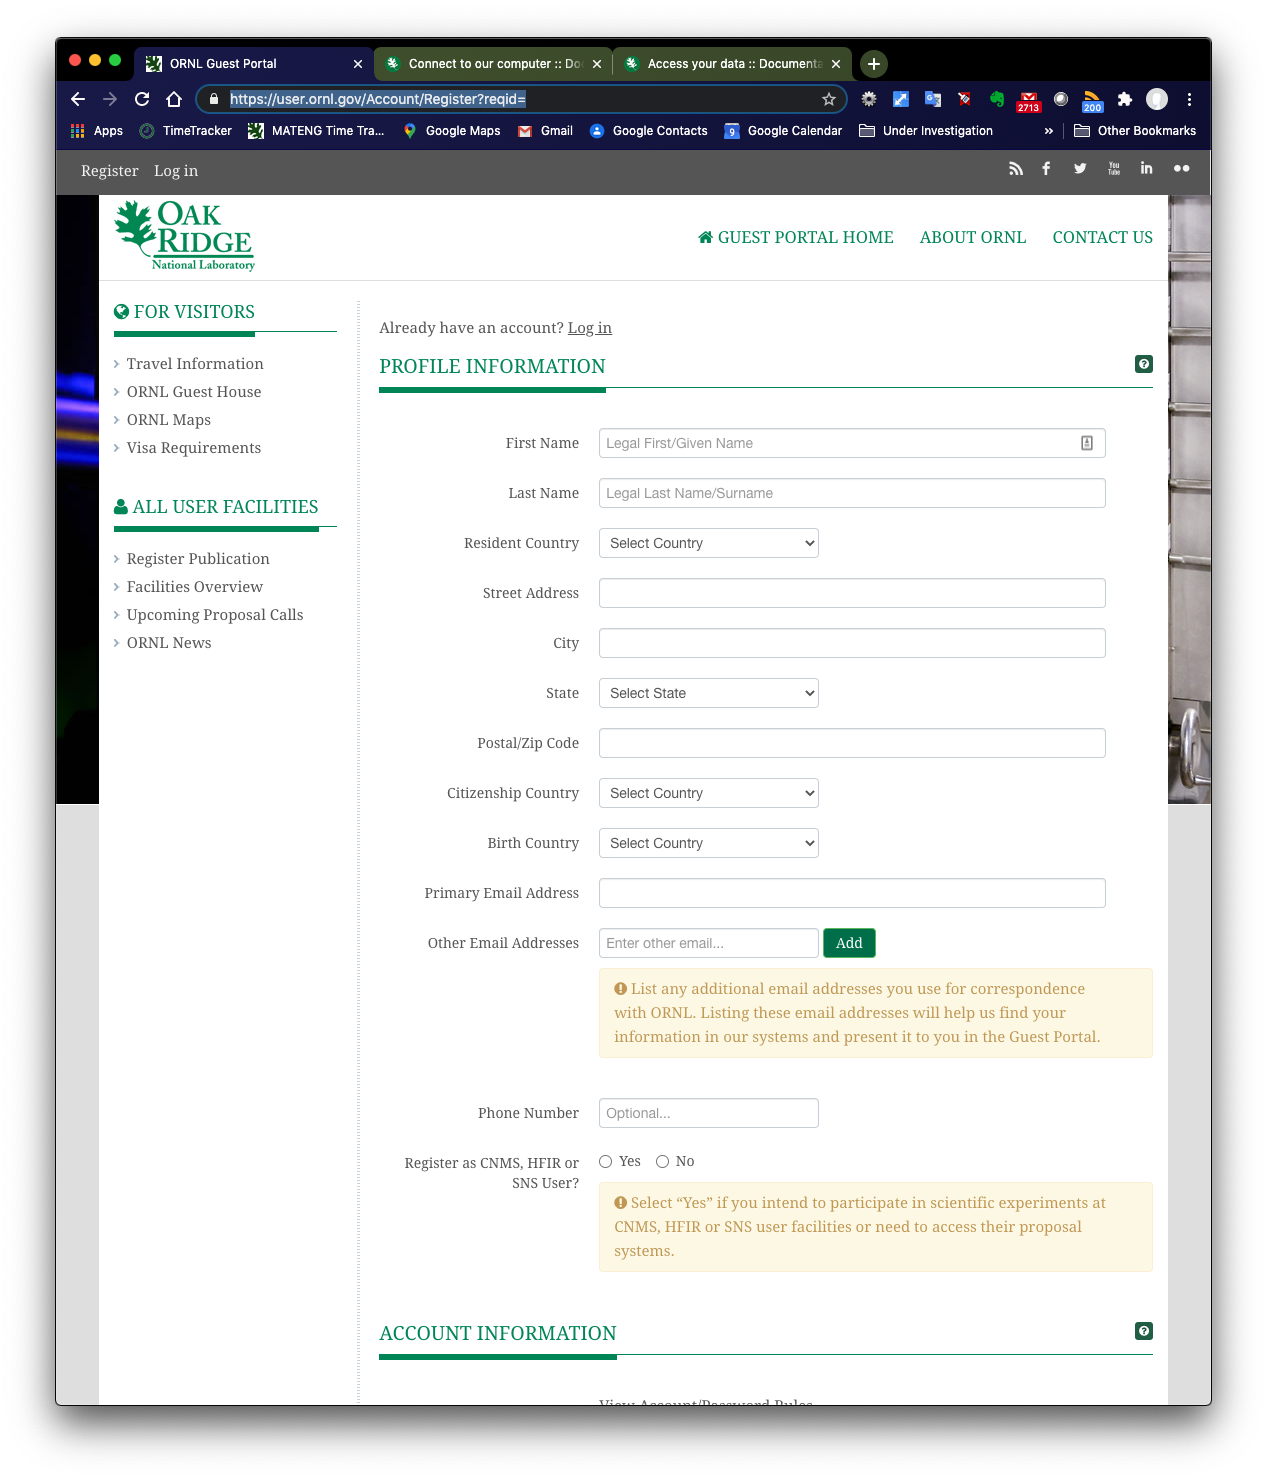 ORNL Guest Portal
Connect to our computer :: Do
Access your data :: Documenta
https://user.ornl.gov/Account/Register?reqid=
2713
200
Apps
TimeTracker
MATENG Time Tra...
Google Maps
Gmail
Google Contacts
9
Google Calendar
Under Investigation
»
Other Bookmarks
Register Log in
You
Tube
OAK
RIDGE
National Laboratory
GUEST PORTAL HOME
ABOUT ORNL
CONTACT US
FOR VISITORS
Travel Information
ORNL Guest House
ORNL Maps
Visa Requirements
ALL USER FACILITIES
Register Publication
Facilities Overview
Upcoming Proposal Calls
ORNL News
Already have an account? Log in
PROFILE INFORMATION
First Name Legal First/Given Name
Last Name Legal Last Name/Surname
Resident Country Select Country
Street Address
City
State Select State
Postal/Zip Code
Citizenship Country Select Country
Birth Country Select Country
Primary Email Address
Other Email Addresses Enter other email... Add
List any additional email addresses you use for correspondence
with ORNL. Listing these email addresses will help us find your
information in our systems and present it to you in the Guest Portal.
Phone Number Optional...
Register as CNMS, HFIR or
SNS User?
Yes No
Select “Yes” if you intend to participate in scientific experiments at
CNMS, HFIR or SNS user facilities or need to access their proposal
systems.
ACCOUNT INFORMATION
View Account/Password Rules